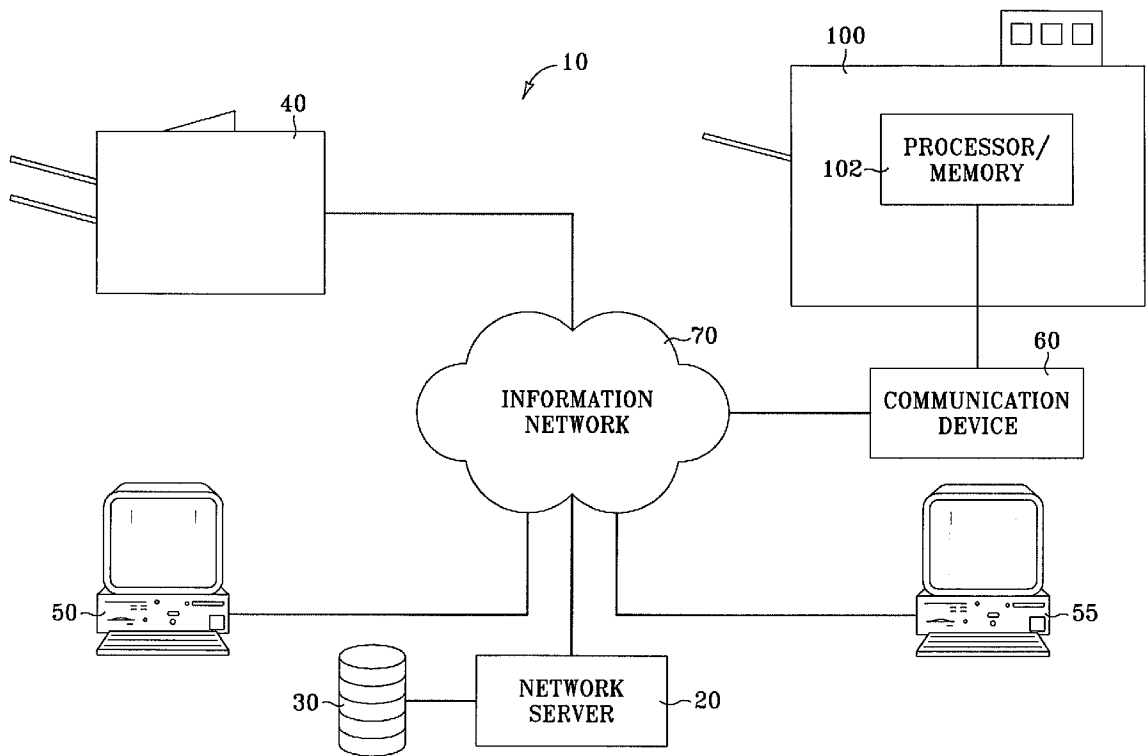 10
100
40
PROCESSOR/
MEMORY
102
70
60
INFORMATION
NETWORK
COMMUNICATION
DEVICE
50
55
30
NETWORK
SERVER
20